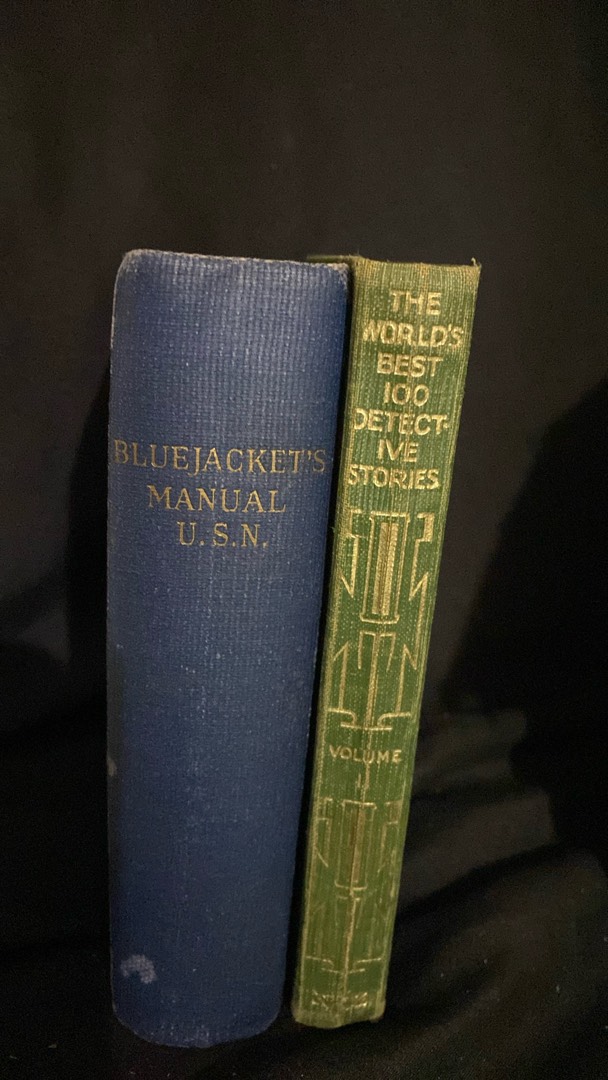 BLUEJACKET'S
MANUAL
U.S.N.
THE
WORLD'S
BEST
100
DETECT-
IVE
STORIES
VOLUME